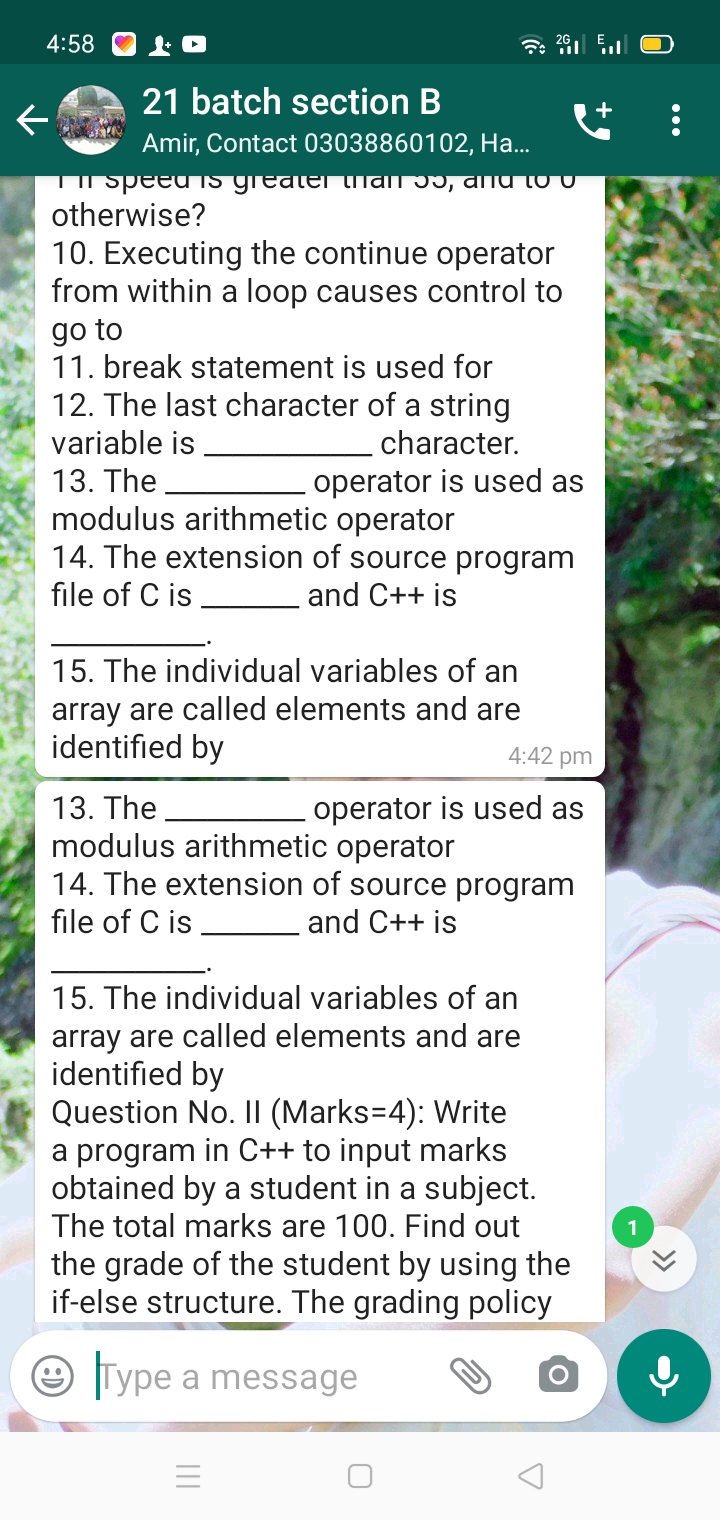 4:58
2G
E
21 batch section B
Amir, Contact 03038860102, Ha...
1 if speed is greater than 55, and to 0
otherwise?
10. Executing the continue operator
from within a loop causes control to
go to
11. break statement is used for
12. The last character of a string
variable is ___________ character.
13. The _________ operator is used as
modulus arithmetic operator
14. The extension of source program
file of C is ______ and C++ is
__________.
15. The individual variables of an
array are called elements and are
identified by
4:42 pm
13. The _________ operator is used as
modulus arithmetic operator
14. The extension of source program
file of C is ______ and C++ is
__________.
15. The individual variables of an
array are called elements and are
identified by
Question No. II (Marks=4): Write
a program in C++ to input marks
obtained by a student in a subject.
The total marks are 100. Find out
the grade of the student by using the
if-else structure. The grading policy
1
Type a message